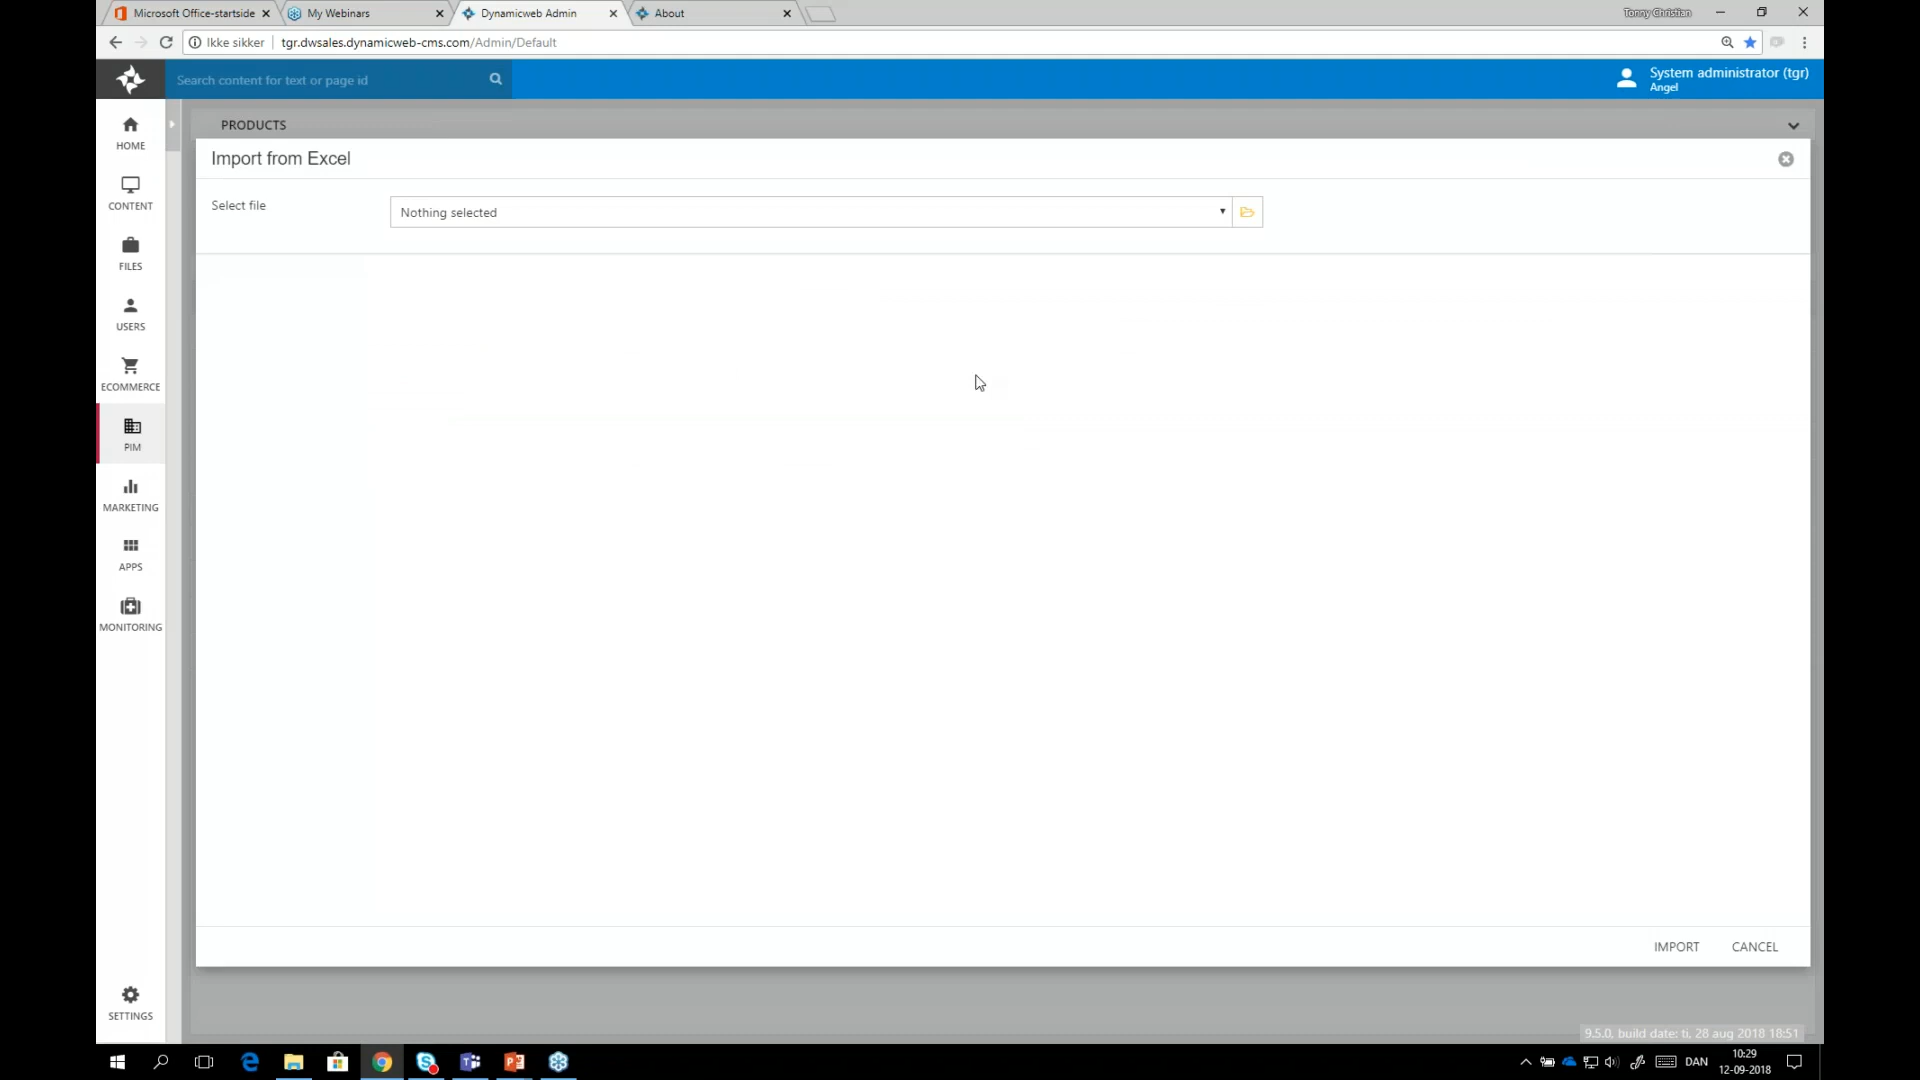 Microsoft Office-startside
My Webinars
Dynamicweb Admin
About
Tonny Christian
Ikke sikker
tgr.dwsales.dynamicweb-cms.com/Admin/Default
Search content for text or page id
System administrator (tgr)
Angel
HOME
CONTENT
FILES
USERS
ECOMMERCE
PIM
MARKETING
APPS
MONITORING
SETTINGS
PRODUCTS
Import from Excel
Select file
Nothing selected
IMPORT
CANCEL
9.5.0, build date: ti, 28 aug 2018 18:51
DAN
10:29
12-09-2018